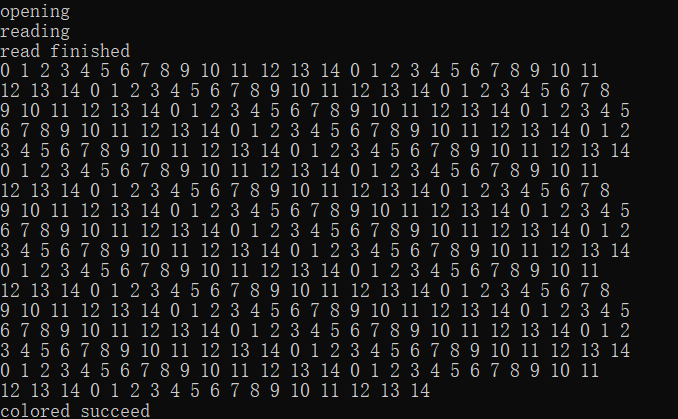 opening
reading
read finished
0 1 2 3 4 5 6 7 8 9 10 11 12 13 14 0 1 2 3 4 5 6 7 8 9 10 11
12 13 14 0 1 2 3 4 5 6 7 8 9 10 11 12 13 14 0 1 2 3 4 5 6 7 8
9 10 11 12 13 14 0 1 2 3 4 5 6 7 8 9 10 11 12 13 14 0 1 2 3 4 5
6 7 8 9 10 11 12 13 14 0 1 2 3 4 5 6 7 8 9 10 11 12 13 14 0 1 2
3 4 5 6 7 8 9 10 11 12 13 14 0 1 2 3 4 5 6 7 8 9 10 11 12 13 14
0 1 2 3 4 5 6 7 8 9 10 11 12 13 14 0 1 2 3 4 5 6 7 8 9 10 11
12 13 14 0 1 2 3 4 5 6 7 8 9 10 11 12 13 14 0 1 2 3 4 5 6 7 8
9 10 11 12 13 14 0 1 2 3 4 5 6 7 8 9 10 11 12 13 14 0 1 2 3 4 5
6 7 8 9 10 11 12 13 14 0 1 2 3 4 5 6 7 8 9 10 11 12 13 14 0 1 2
3 4 5 6 7 8 9 10 11 12 13 14 0 1 2 3 4 5 6 7 8 9 10 11 12 13 14
0 1 2 3 4 5 6 7 8 9 10 11 12 13 14 0 1 2 3 4 5 6 7 8 9 10 11
12 13 14 0 1 2 3 4 5 6 7 8 9 10 11 12 13 14 0 1 2 3 4 5 6 7 8
9 10 11 12 13 14 0 1 2 3 4 5 6 7 8 9 10 11 12 13 14 0 1 2 3 4 5
6 7 8 9 10 11 12 13 14 0 1 2 3 4 5 6 7 8 9 10 11 12 13 14 0 1 2
3 4 5 6 7 8 9 10 11 12 13 14 0 1 2 3 4 5 6 7 8 9 10 11 12 13 14
0 1 2 3 4 5 6 7 8 9 10 11 12 13 14 0 1 2 3 4 5 6 7 8 9 10 11
12 13 14 0 1 2 3 4 5 6 7 8 9 10 11 12 13 14
colored succeed